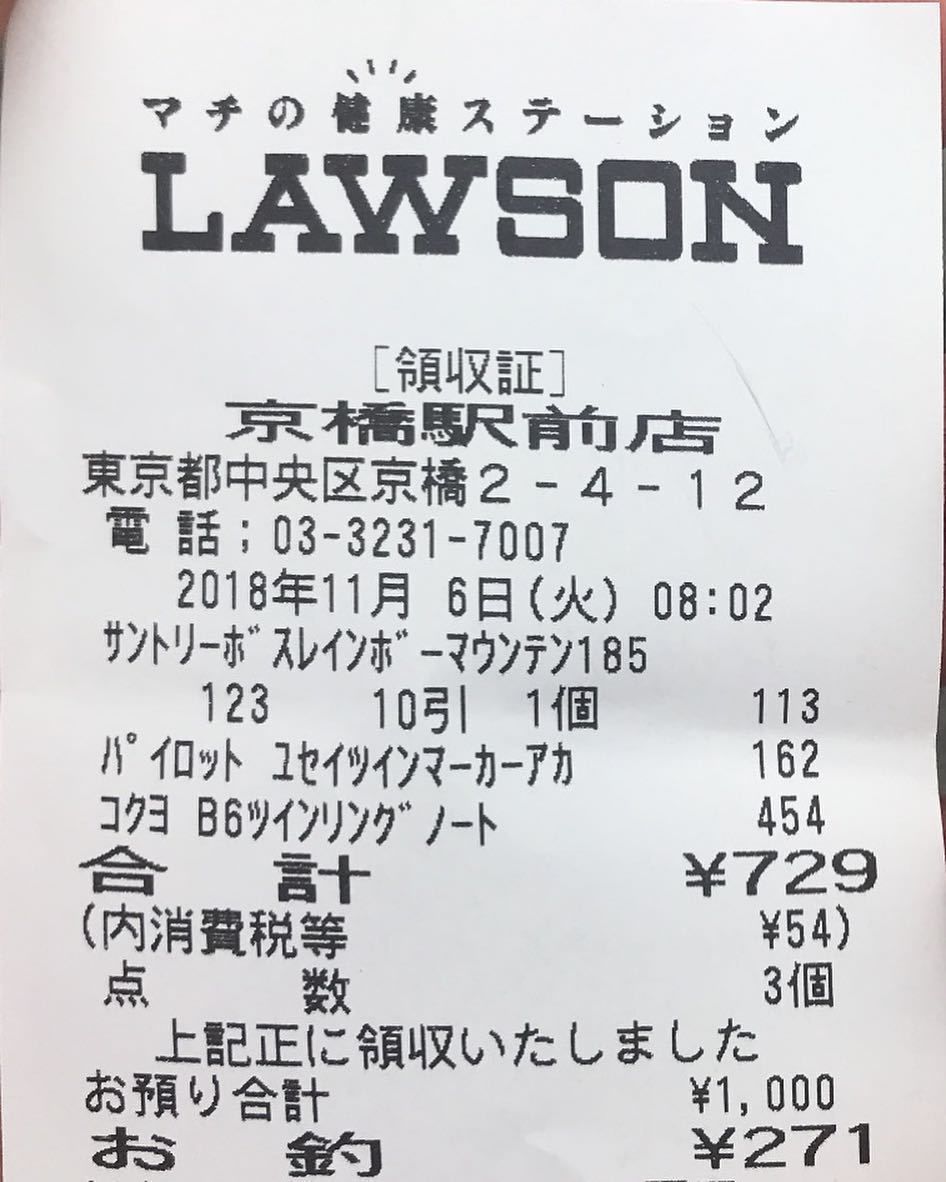 マチの健康ステーション
LAWSON
[領収証]
京橋駅前店
東京都中央区京橋2-4-12
電 話;03-3231-7007
2018年11月 6日(火) 08:02
サントリーボスレインボーマウンテン185
123 10引 1個 113
パイロット ユセイツインマーカーアカ 162
コクヨ B6ツインリングノート 454
合 計 ¥729
(内消費税等 ¥54)
点 数 3個
上記正に領収いたしました
お預り合計 ¥1,000
お 釣 ¥271